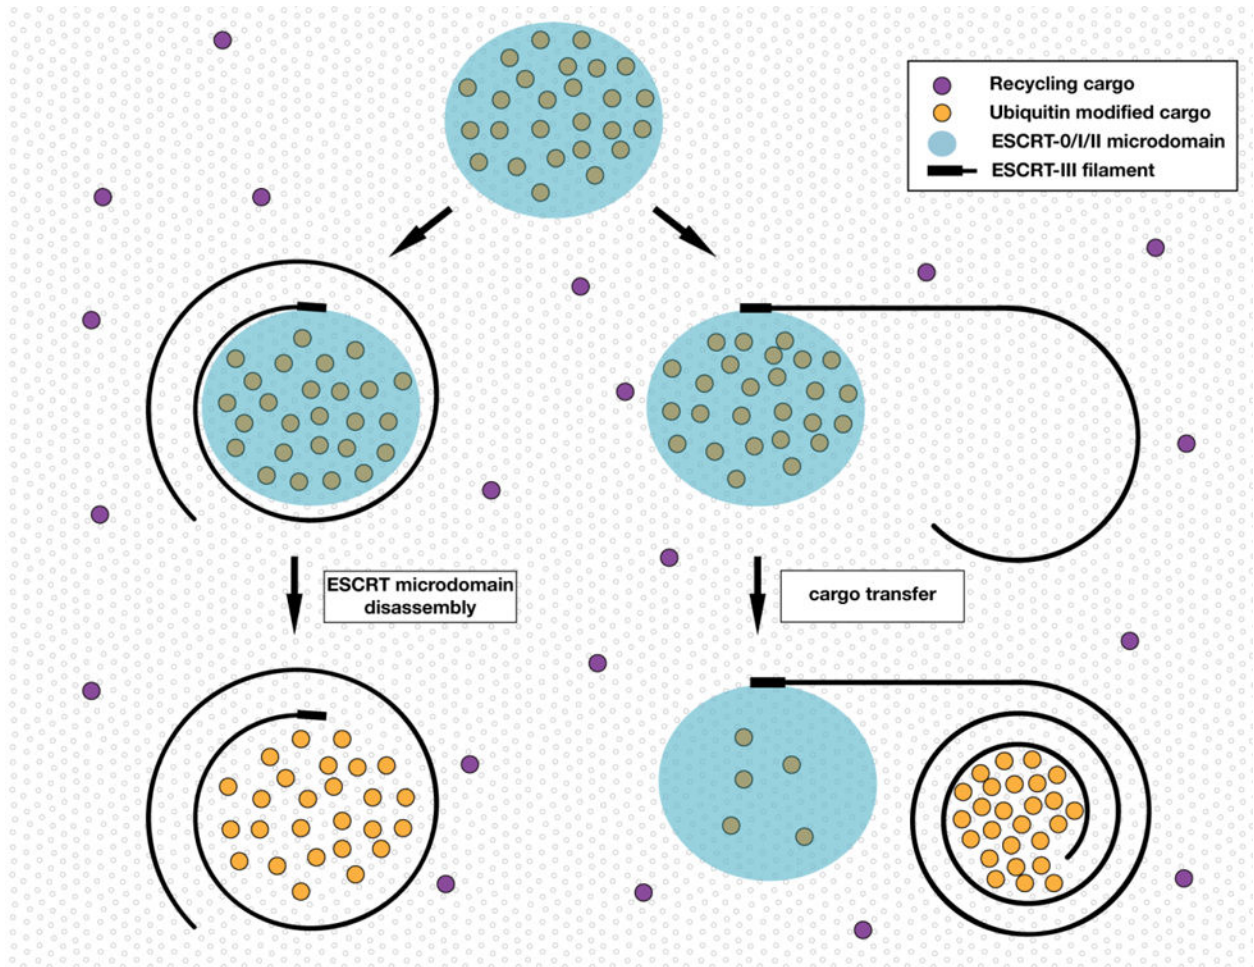 Recycling cargo
Ubiquitin modified cargo
ESCRT-0/I/II microdomain
ESCRT-III filament
ESCRT microdomain
disassembly
cargo transfer